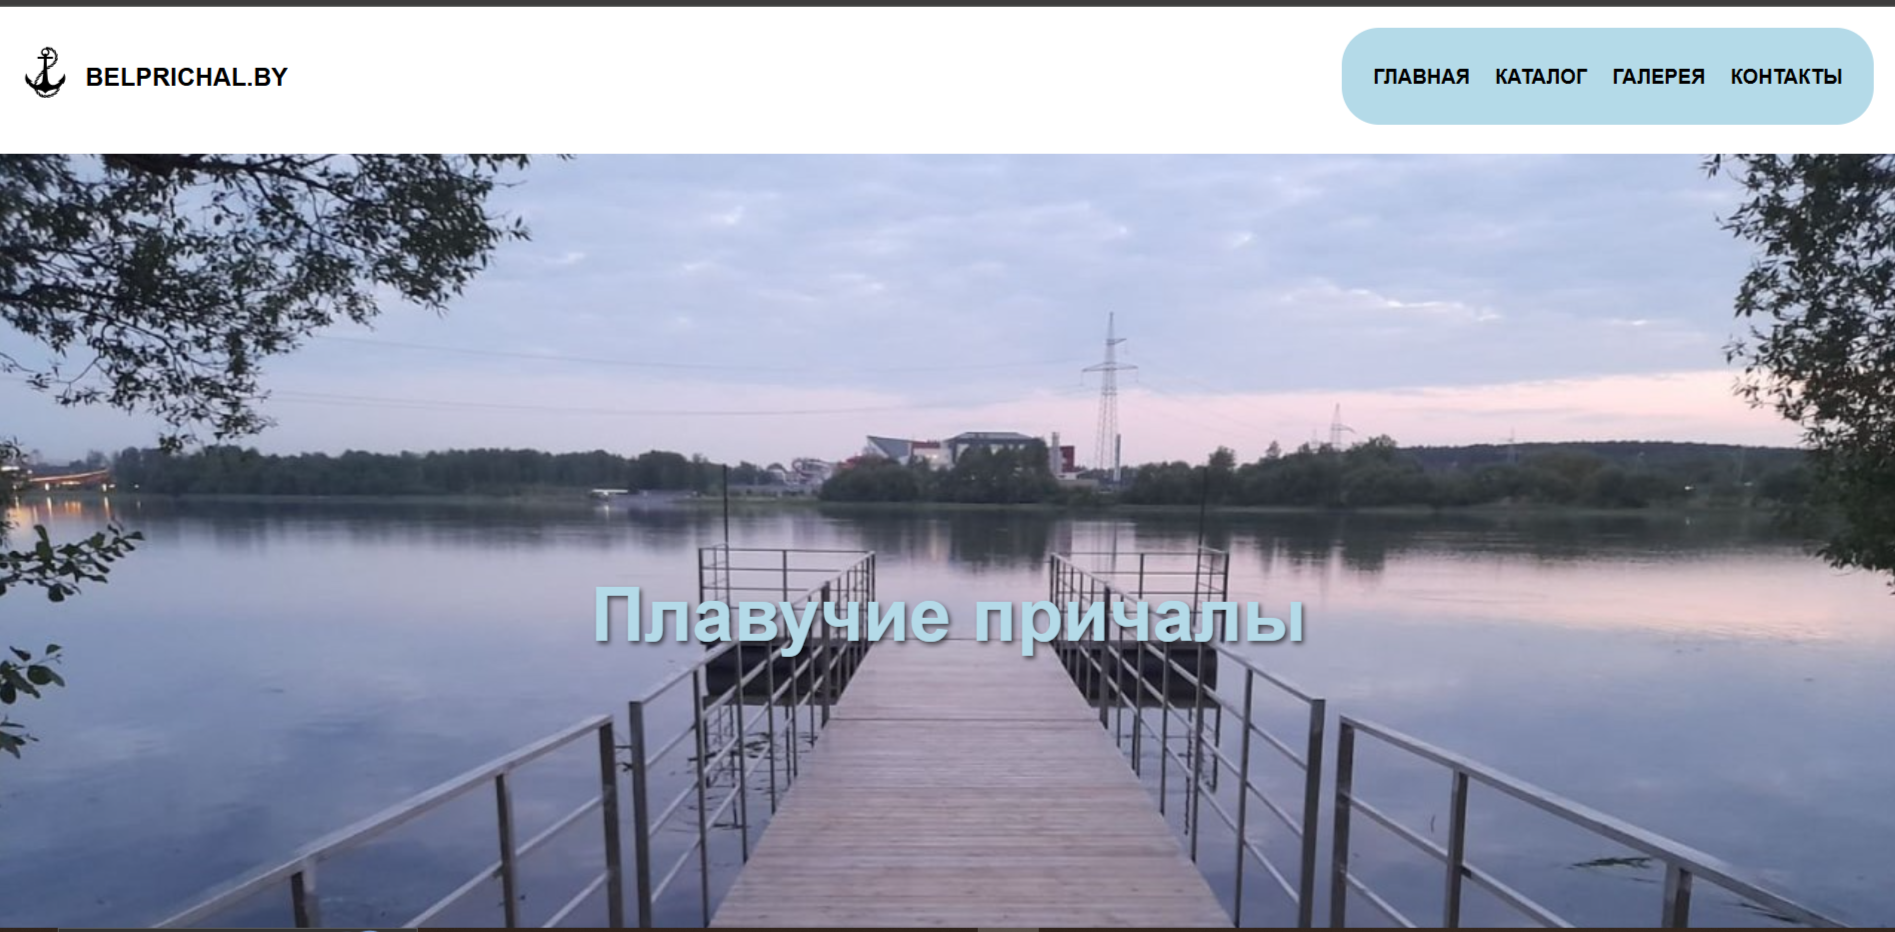 BELPRICHAL.BY
ГЛАВНАЯ КАТАЛОГ ГАЛЕРЕЯ КОНТАКТЫ
Плавучие причалы